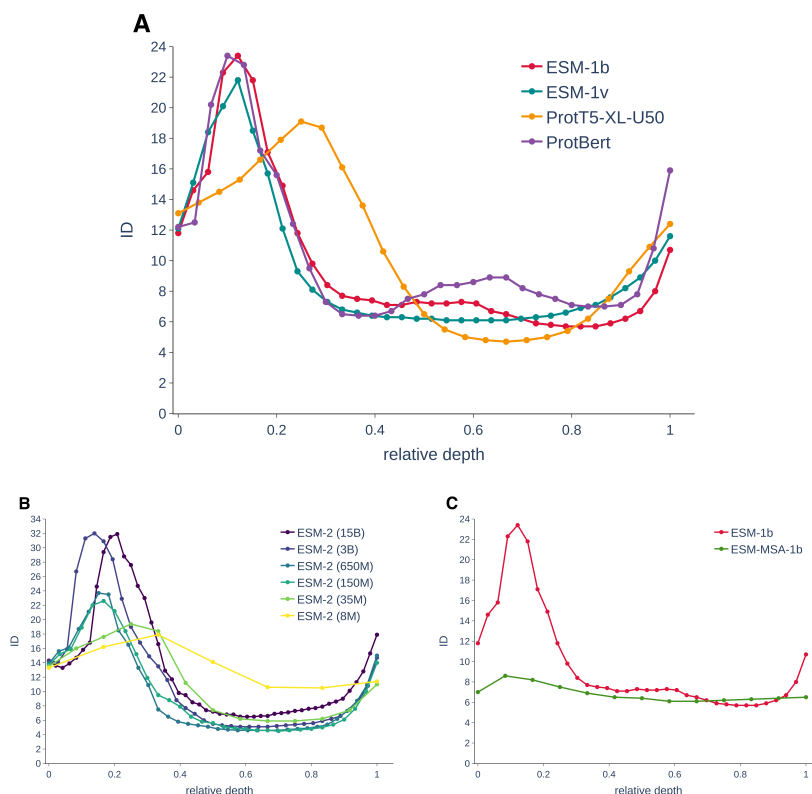 A
24
22
20
18
16
14
12
10
8
6
4
2
0
ID
0 0.2 0.4 0.6 0.8 1
relative depth
ESM-1b
ESM-1v
ProtT5-XL-U50
ProtBert
B
34
32
30
28
26
24
22
20
18
16
14
12
10
8
6
4
2
0
ID
0 0.2 0.4 0.6 0.8 1
relative depth
ESM-2 (15B)
ESM-2 (3B)
ESM-2 (650M)
ESM-2 (150M)
ESM-2 (35M)
ESM-2 (8M)
C
24
22
20
18
16
14
12
10
8
6
4
2
0
ID
0 0.2 0.4 0.6 0.8 1
relative depth
ESM-1b
ESM-MSA-1b